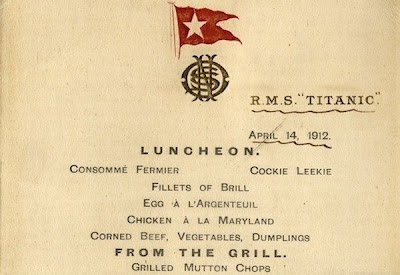 R.M.S. "TITANIC."
APRIL 14, 1912.
LUNCHEON.
CONSOMMÉ FERMIER COCKIE LEEKIE
FILLETS OF BRILL
EGG À L'ARGENTEUIL
CHICKEN À LA MARYLAND
CORNED BEEF, VEGETABLES, DUMPLINGS
FROM THE GRILL.
GRILLED MUTTON CHOPS